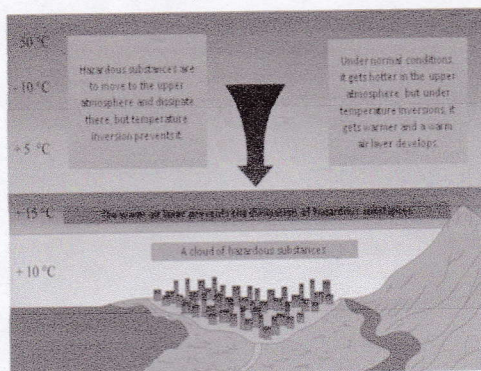 50 °C
- 10 °C
+ 5 °C
+ 15 °C
+ 10 °C
Hazardous substances are
to move to the upper
atmosphere and dissipate
there, but temperature
inversion prevents it.
Under normal conditions,
it gets hotter in the upper
atmosphere, but under
temperature inversions, it
gets warmer and a warm
air layer develops.
The warm air layer prevents the dissipation of hazardous substances
A cloud of hazardous substances